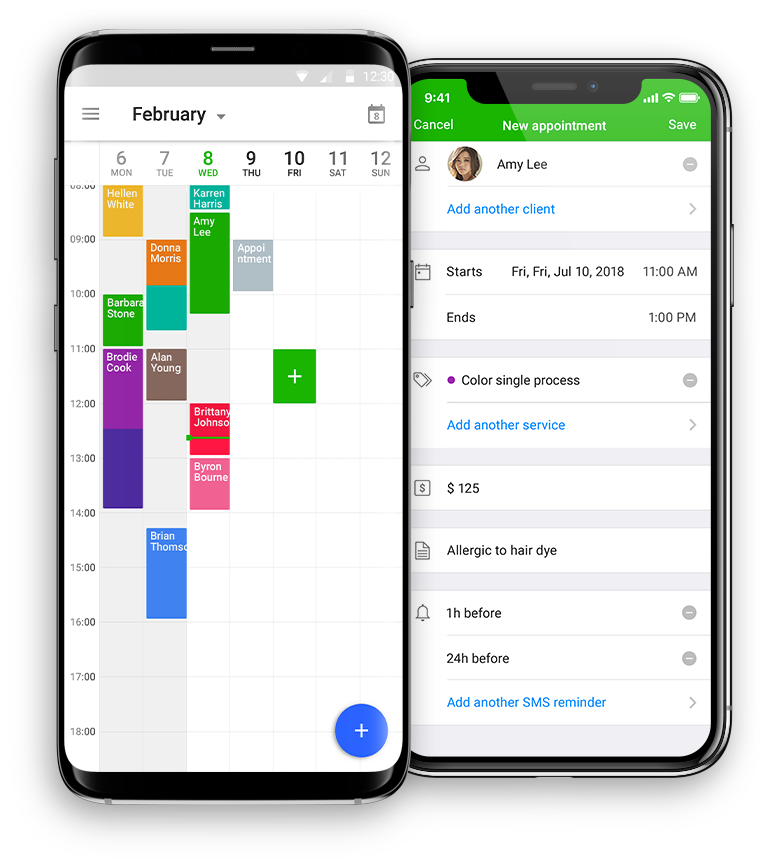 12:30
February
8
6 7 8 9 10 11 12
MON TUE WED THU FRI SAT SUN
08:00
Hellen
White
Karren
Harris
Amy
Lee
09:00
Donna
Morris
Appoi
ntment
10:00
Barbara
Stone
11:00
Brodie
Cook
Alan
Young
+
12:00
Brittany
Johnso
13:00
Byron
Bourne
14:00
Brian
Thomso
15:00
16:00
17:00
18:00
+
9:41
Cancel New appointment Save
Amy Lee
Add another client
Starts Fri, Fri, Jul 10, 2018 11:00 AM
Ends 1:00 PM
Color single process
Add another service
$ $ 125
Allergic to hair dye
1h before
24h before
Add another SMS reminder